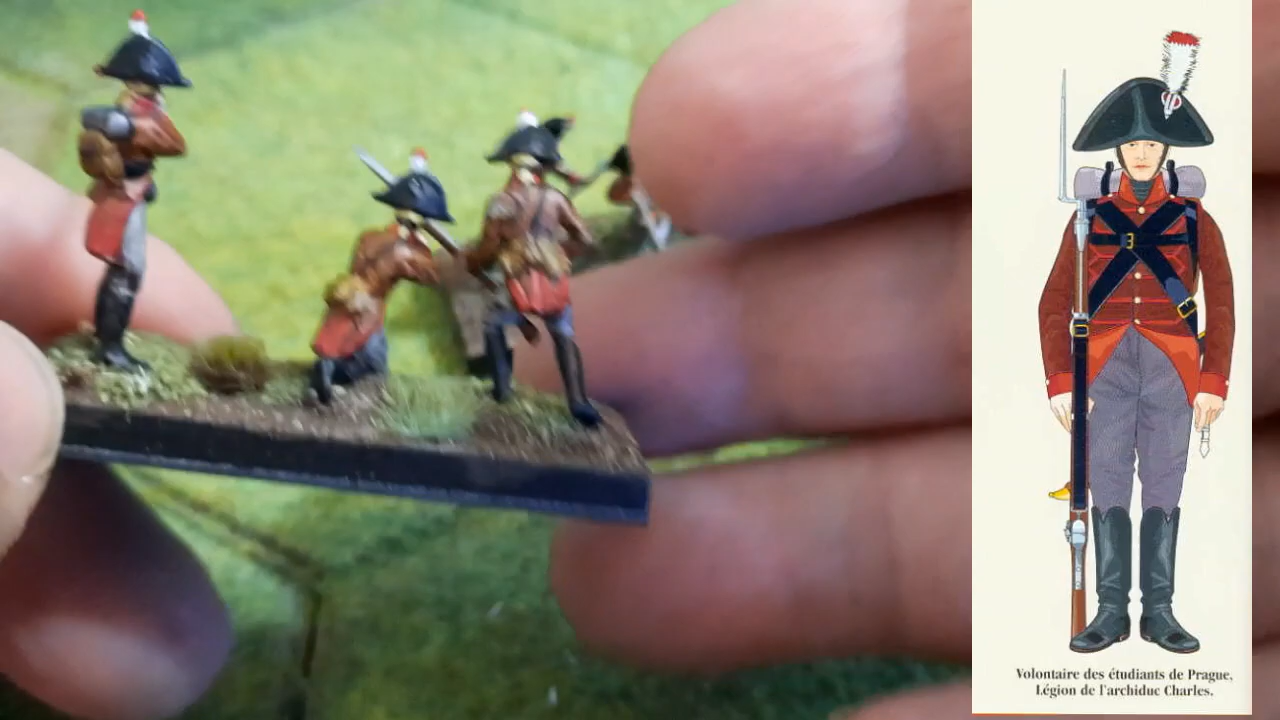 Volontaire des étudiants de Prague,
Légion de l'archiduc Charles.